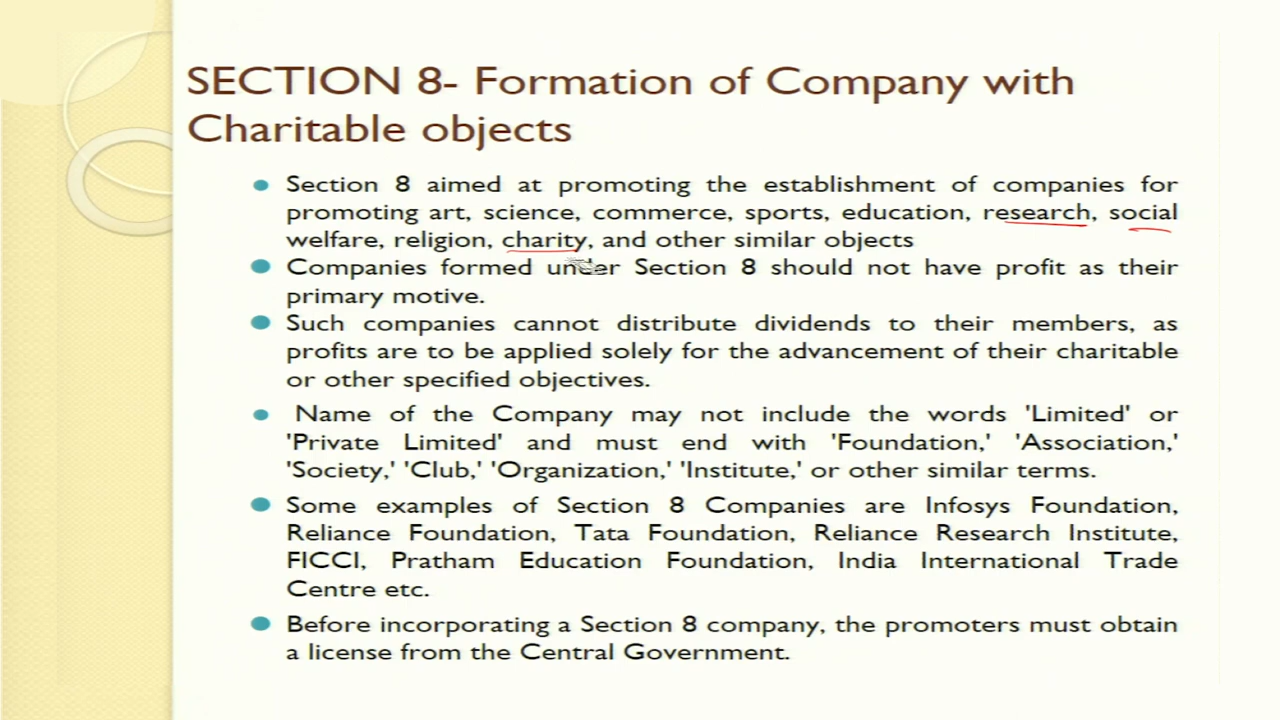 SECTION 8- Formation of Company with
Charitable objects
Section 8 aimed at promoting the establishment of companies for
promoting art, science, commerce, sports, education, research, social
welfare, religion, charity, and other similar objects
Companies formed under Section 8 should not have profit as their
primary motive.
Such companies cannot distribute dividends to their members, as
profits are to be applied solely for the advancement of their charitable
or other specified objectives.
Name of the Company may not include the words 'Limited' or
'Private Limited' and must end with 'Foundation,' 'Association,'
'Society,' 'Club,' 'Organization,' 'Institute,' or other similar terms.
Some examples of Section 8 Companies are Infosys Foundation,
Reliance Foundation, Tata Foundation, Reliance Research Institute,
FICCI, Pratham Education Foundation, India International Trade
Centre etc.
Before incorporating a Section 8 company, the promoters must obtain
a license from the Central Government.